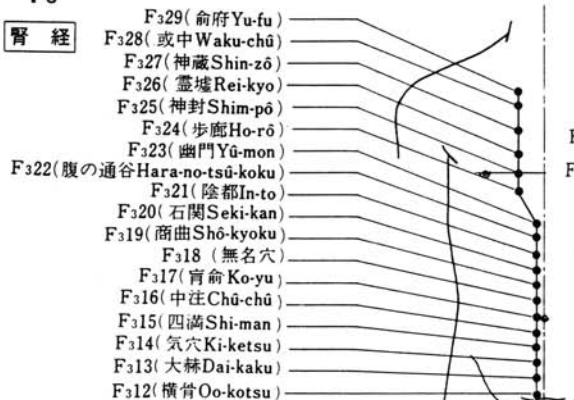 F329(俞府Yu-fu)
腎 経
F328(或中Waku-chû)
F327(神蔵Shin-zô)
F326(霊墟Rei-kyo)
F325(神封Shim-pô)
F324(歩廊Ho-rô)
F323(幽門Yû-mon)
F322(腹の通谷Hara-no-tsû-koku)
F321(陰都In-to)
F320(石関Seki-kan)
F319(商曲Shô-kyoku)
F318 (無名穴)
F317(肓俞Ko-yu)
F316(中注Chû-chû)
F315(四満Shi-man)
F314(気穴Ki-ketsu)
F313(大赫Dai-kaku)
F312(横骨Oo-kotsu)